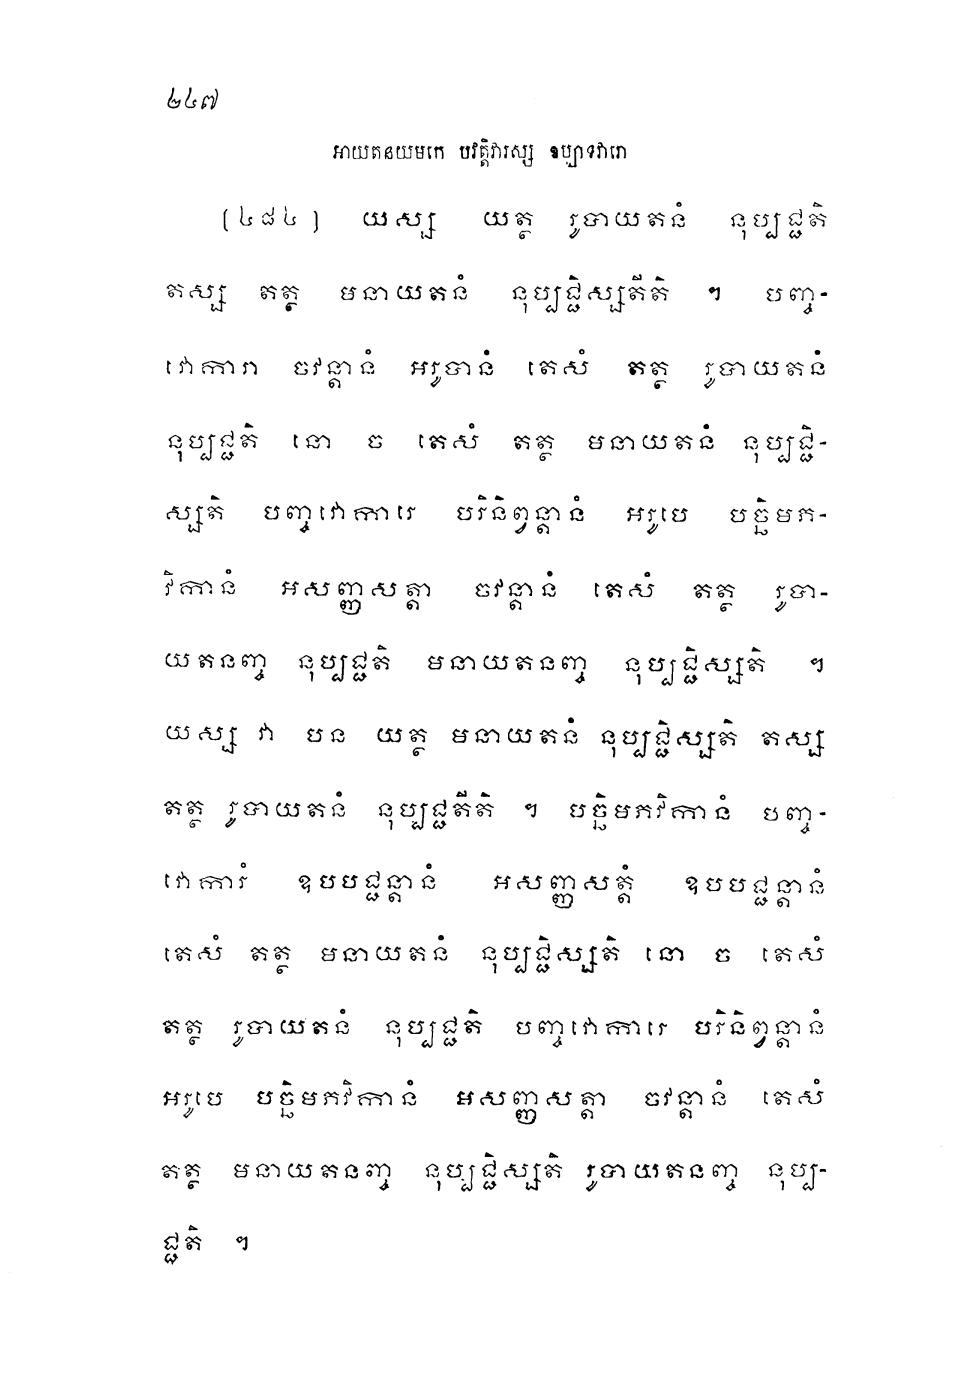 ២៤៧
អាយតនយមកេ បវត្តិវារស្ស ឧប្បាទវារោ
(៤៨៤) យស្ស យត្ថ រូបាយតនំ នុប្បជ្ជតិ
តស្ស តត្ថ មនាយតនំ នុប្បជ្ជិស្សតីតិ ។ បញ្ច-
វោការា ចវន្តានំ អរូបានំ តេសំ តត្ថ រូបាយតនំ
នុប្បជ្ជតិ នោ ច តេសំ តត្ថ មនាយតនំ នុប្បជ្ជិ-
ស្សតិ បញ្ចវោការេ បរិនិព្វន្តានំ អរូបេ បច្ឆិមភ-
វិកានំ អសញ្ញសត្តា ចវន្តានំ តេសំ តត្ថ រូបា-
យតនញ្ច នុប្បជ្ជតិ មនាយតនញ្ច នុប្បជ្ជិស្សតិ ។
យស្ស វា បន យត្ថ មនាយតនំ នុប្បជ្ជិស្សតិ តស្ស
តត្ថ រូបាយតនំ នុប្បជ្ជតីតិ ។ បច្ឆិមភវិកានំ បញ្ច-
វោការំ ឧបបជ្ជន្តានំ អសញ្ញសត្តំ ឧបបជ្ជន្តានំ
តេសំ តត្ថ មនាយតនំ នុប្បជ្ជិស្សតិ នោ ច តេសំ
តត្ថ រូបាយតនំ នុប្បជ្ជតិ បញ្ចវោការេ បរិនិព្វន្តានំ
អរូបេ បច្ឆិមភវិកានំ អសញ្ញសត្តា ចវន្តានំ តេសំ
តត្ថ មនាយតនញ្ច នុប្បជ្ជិស្សតិ រូបាយតនញ្ច នុប្ប-
ជ្ជតិ ។